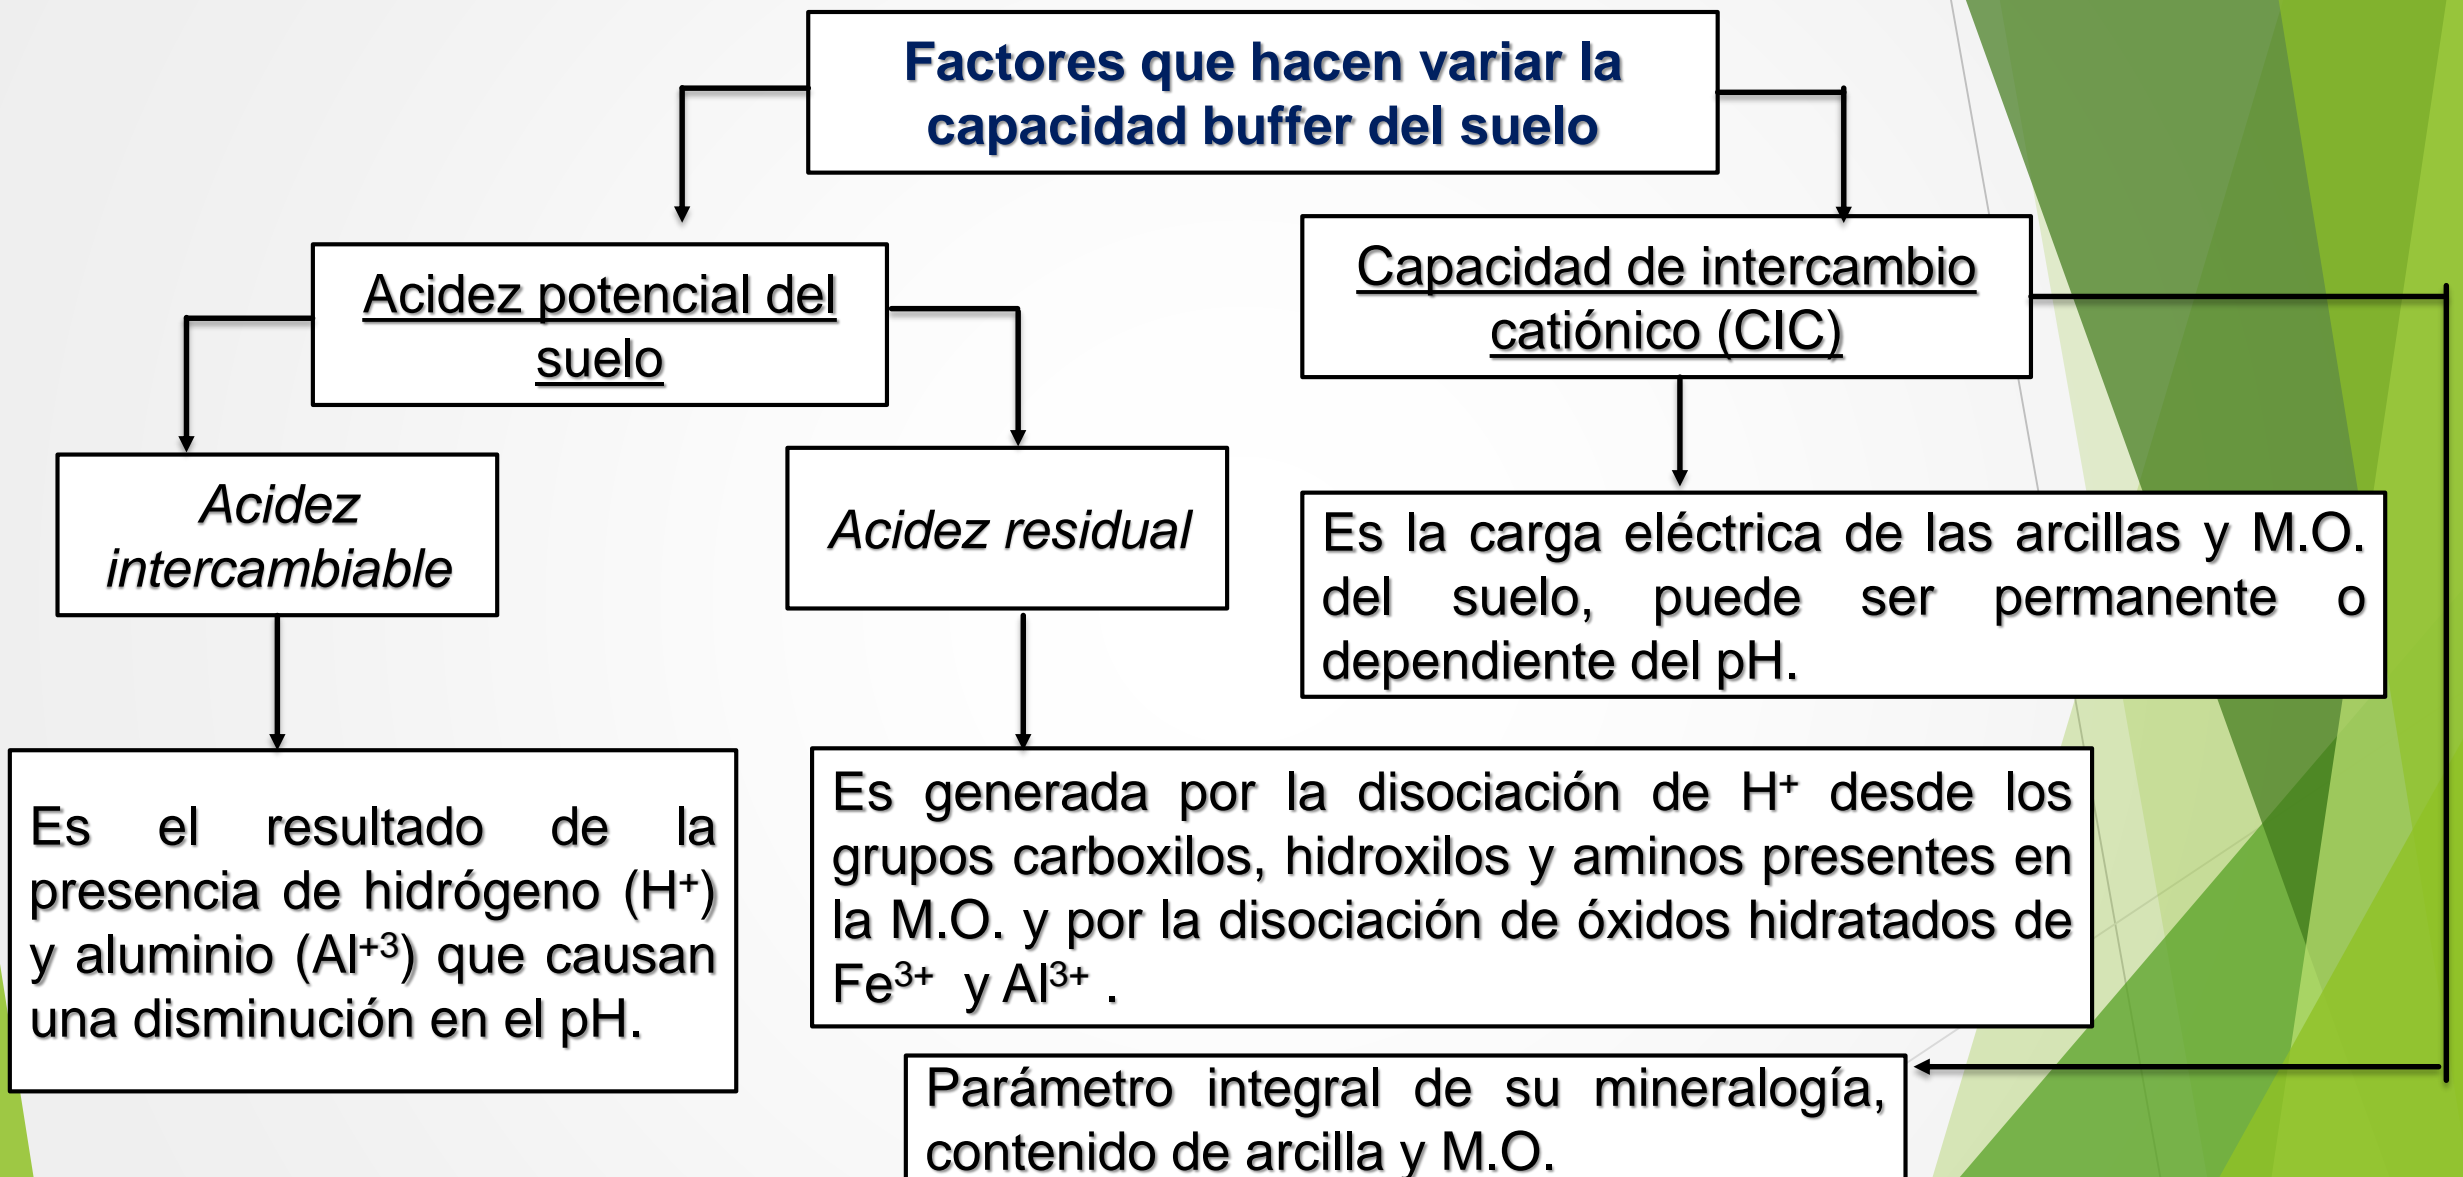 Factores que hacen variar la
capacidad buffer del suelo
Acidez potencial del
suelo
Capacidad de intercambio
catiónico (CIC)
Acidez
intercambiable
Acidez residual
Es la carga eléctrica de las arcillas y M.O.
del suelo, puede ser permanente o
dependiente del pH.
Es el resultado de la
presencia de hidrógeno (H⁺)
y aluminio (Al⁺³) que causan
una disminución en el pH.
Es generada por la disociación de H⁺ desde los
grupos carboxilos, hidroxilos y aminos presentes en
la M.O. y por la disociación de óxidos hidratados de
Fe³⁺ y Al³⁺ .
Parámetro integral de su mineralogía,
contenido de arcilla y M.O.